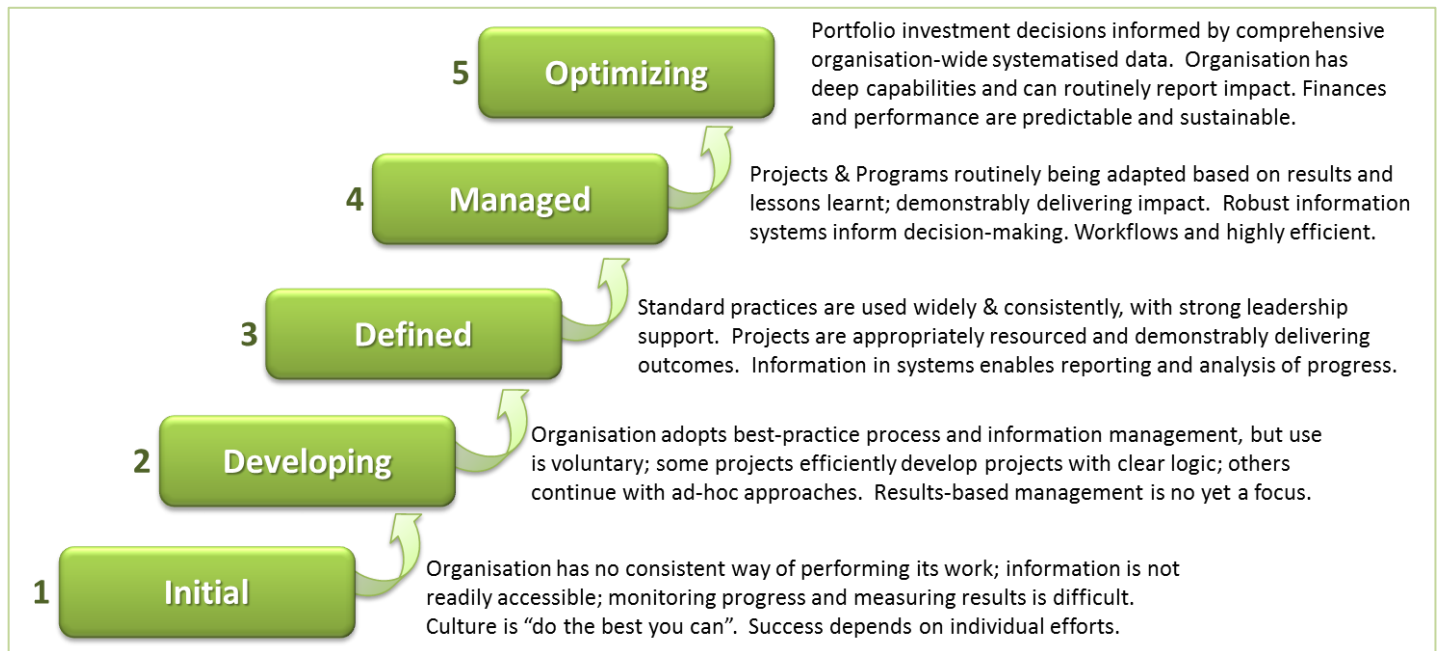 5 Optimizing
Portfolio investment decisions informed by comprehensive
organisation-wide systematised data.  Organisation has
deep capabilities and can routinely report impact. Finances
and performance are predictable and sustainable.
4 Managed
Projects & Programs routinely being adapted based on results and
lessons learnt; demonstrably delivering impact.  Robust information
systems inform decision-making. Workflows and highly efficient.
3 Defined
Standard practices are used widely & consistently, with strong leadership
support.  Projects are appropriately resourced and demonstrably delivering
outcomes.  Information in systems enables reporting and analysis of progress.
2 Developing
Organisation adopts best-practice process and information management, but use
is voluntary; some projects efficiently develop projects with clear logic; others
continue with ad-hoc approaches.  Results-based management is no yet a focus.
1 Initial
Organisation has no consistent way of performing its work; information is not
readily accessible; monitoring progress and measuring results is difficult.
Culture is “do the best you can”.  Success depends on individual efforts.